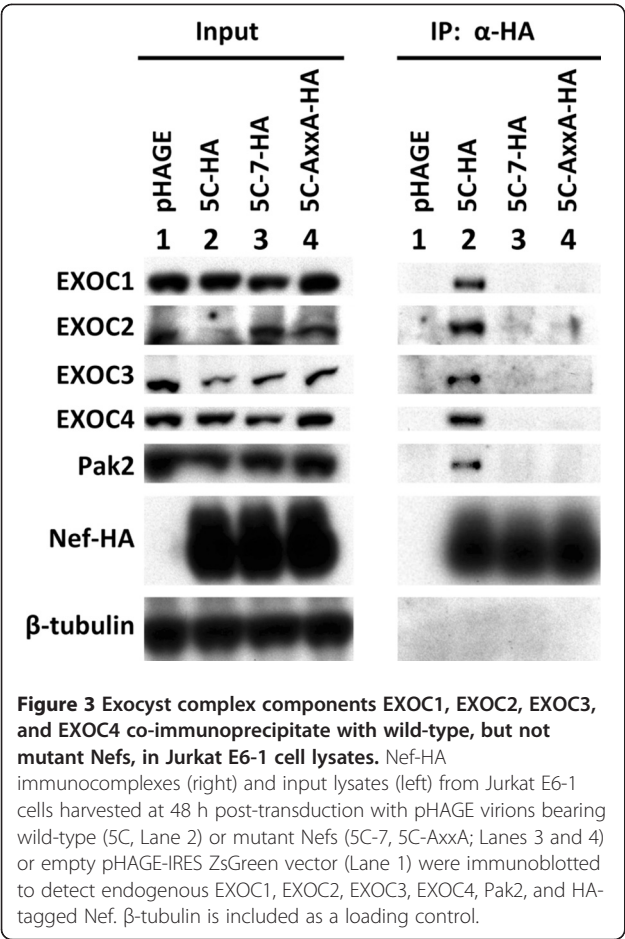 Input IP: α-HA
pHAGE 5C-HA 5C-7-HA 5C-AxxA-HA pHAGE 5C-HA 5C-7-HA 5C-AxxA-HA
1 2 3 4 1 2 3 4
EXOC1
EXOC2
EXOC3
EXOC4
Pak2
Nef-HA
β-tubulin
Figure 3 Exocyst complex components EXOC1, EXOC2, EXOC3,
and EXOC4 co-immunoprecipitate with wild-type, but not
mutant Nefs, in Jurkat E6-1 cell lysates. Nef-HA
immunocomplexes (right) and input lysates (left) from Jurkat E6-1
cells harvested at 48 h post-transduction with pHAGE virions bearing
wild-type (5C, Lane 2) or mutant Nefs (5C-7, 5C-AxxA; Lanes 3 and 4)
or empty pHAGE-IRES ZsGreen vector (Lane 1) were immunoblotted
to detect endogenous EXOC1, EXOC2, EXOC3, EXOC4, Pak2, and HA-
tagged Nef. β-tubulin is included as a loading control.